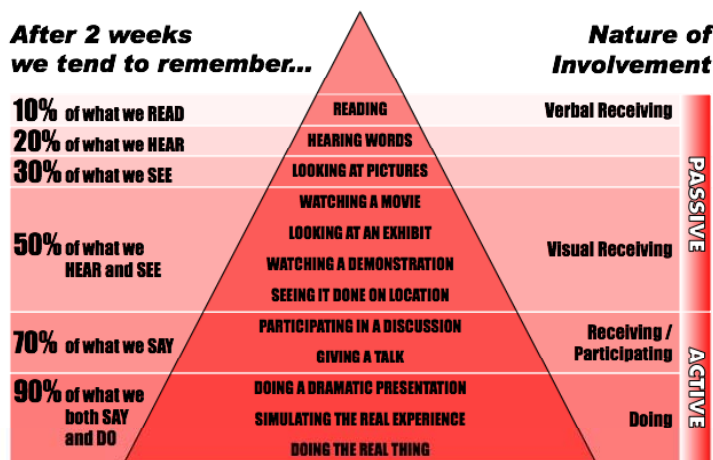 After 2 weeks
we tend to remember...
Nature of
Involvement
10% of what we READ
READING
Verbal Receiving
20% of what we HEAR
HEARING WORDS
30% of what we SEE
LOOKING AT PICTURES
WATCHING A MOVIE
LOOKING AT AN EXHIBIT
50% of what we
HEAR and SEE
WATCHING A DEMONSTRATION
SEEING IT DONE ON LOCATION
Visual Receiving
PASSIVE
70% of what we SAY
PARTICIPATING IN A DISCUSSION
GIVING A TALK
Receiving /
Participating
90% of what we
both SAY
and DO
DOING A DRAMATIC PRESENTATION
SIMULATING THE REAL EXPERIENCE
DOING THE REAL THING
Doing
ACTIVE